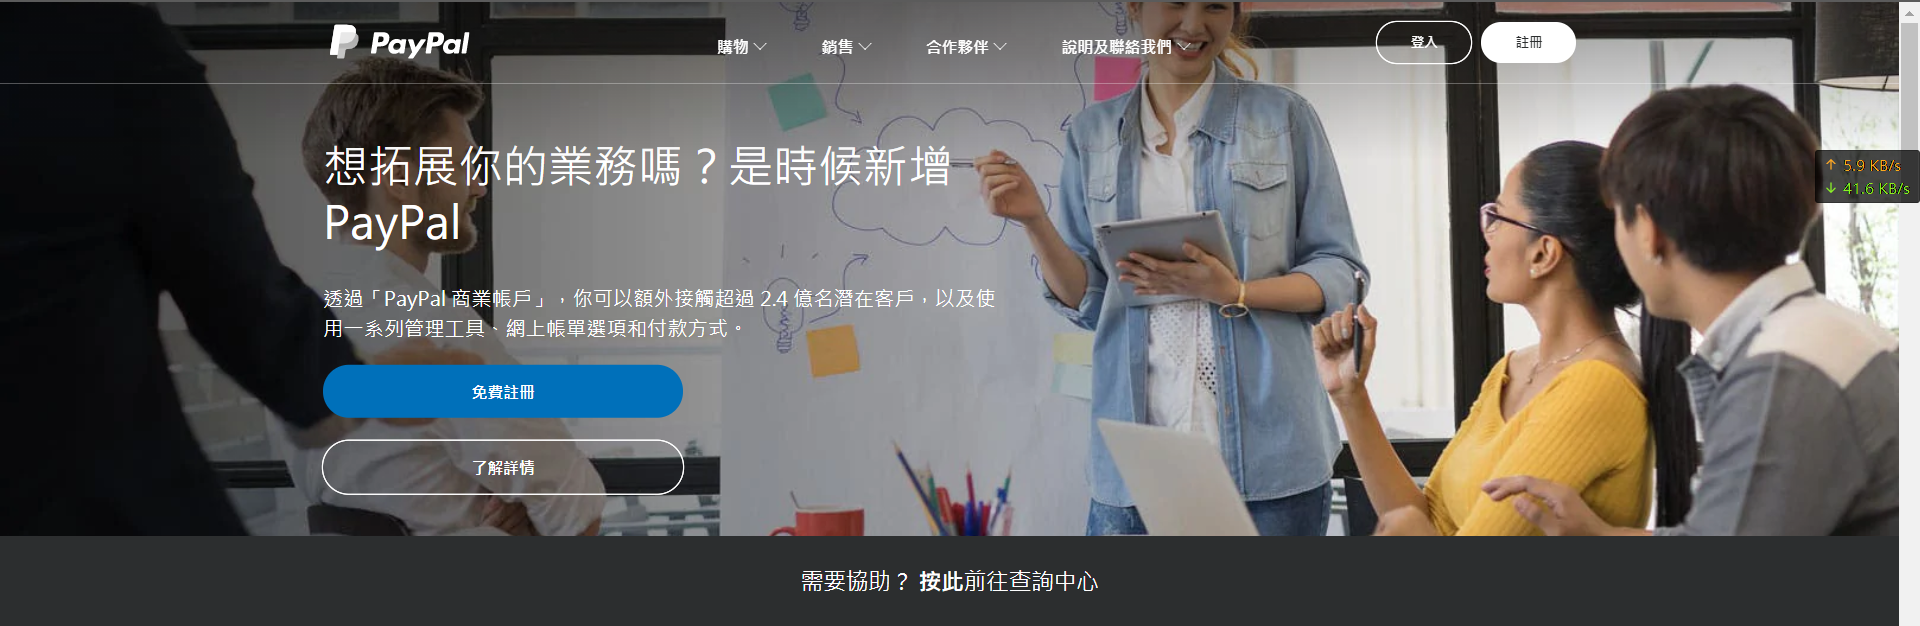 PayPal
購物
銷售
合作夥伴
說明及聯絡我們
登入
註冊
想拓展你的業務嗎？是時候新增
PayPal
透過「PayPal 商業帳戶」，你可以額外接觸超過 2.4 億名潛在客戶，以及使
用一系列管理工具、網上帳單選項和付款方式。
免費註冊
了解詳情
↑ 5.9 KB/s
↓ 41.6 KB/s
需要協助？ 按此前往查詢中心